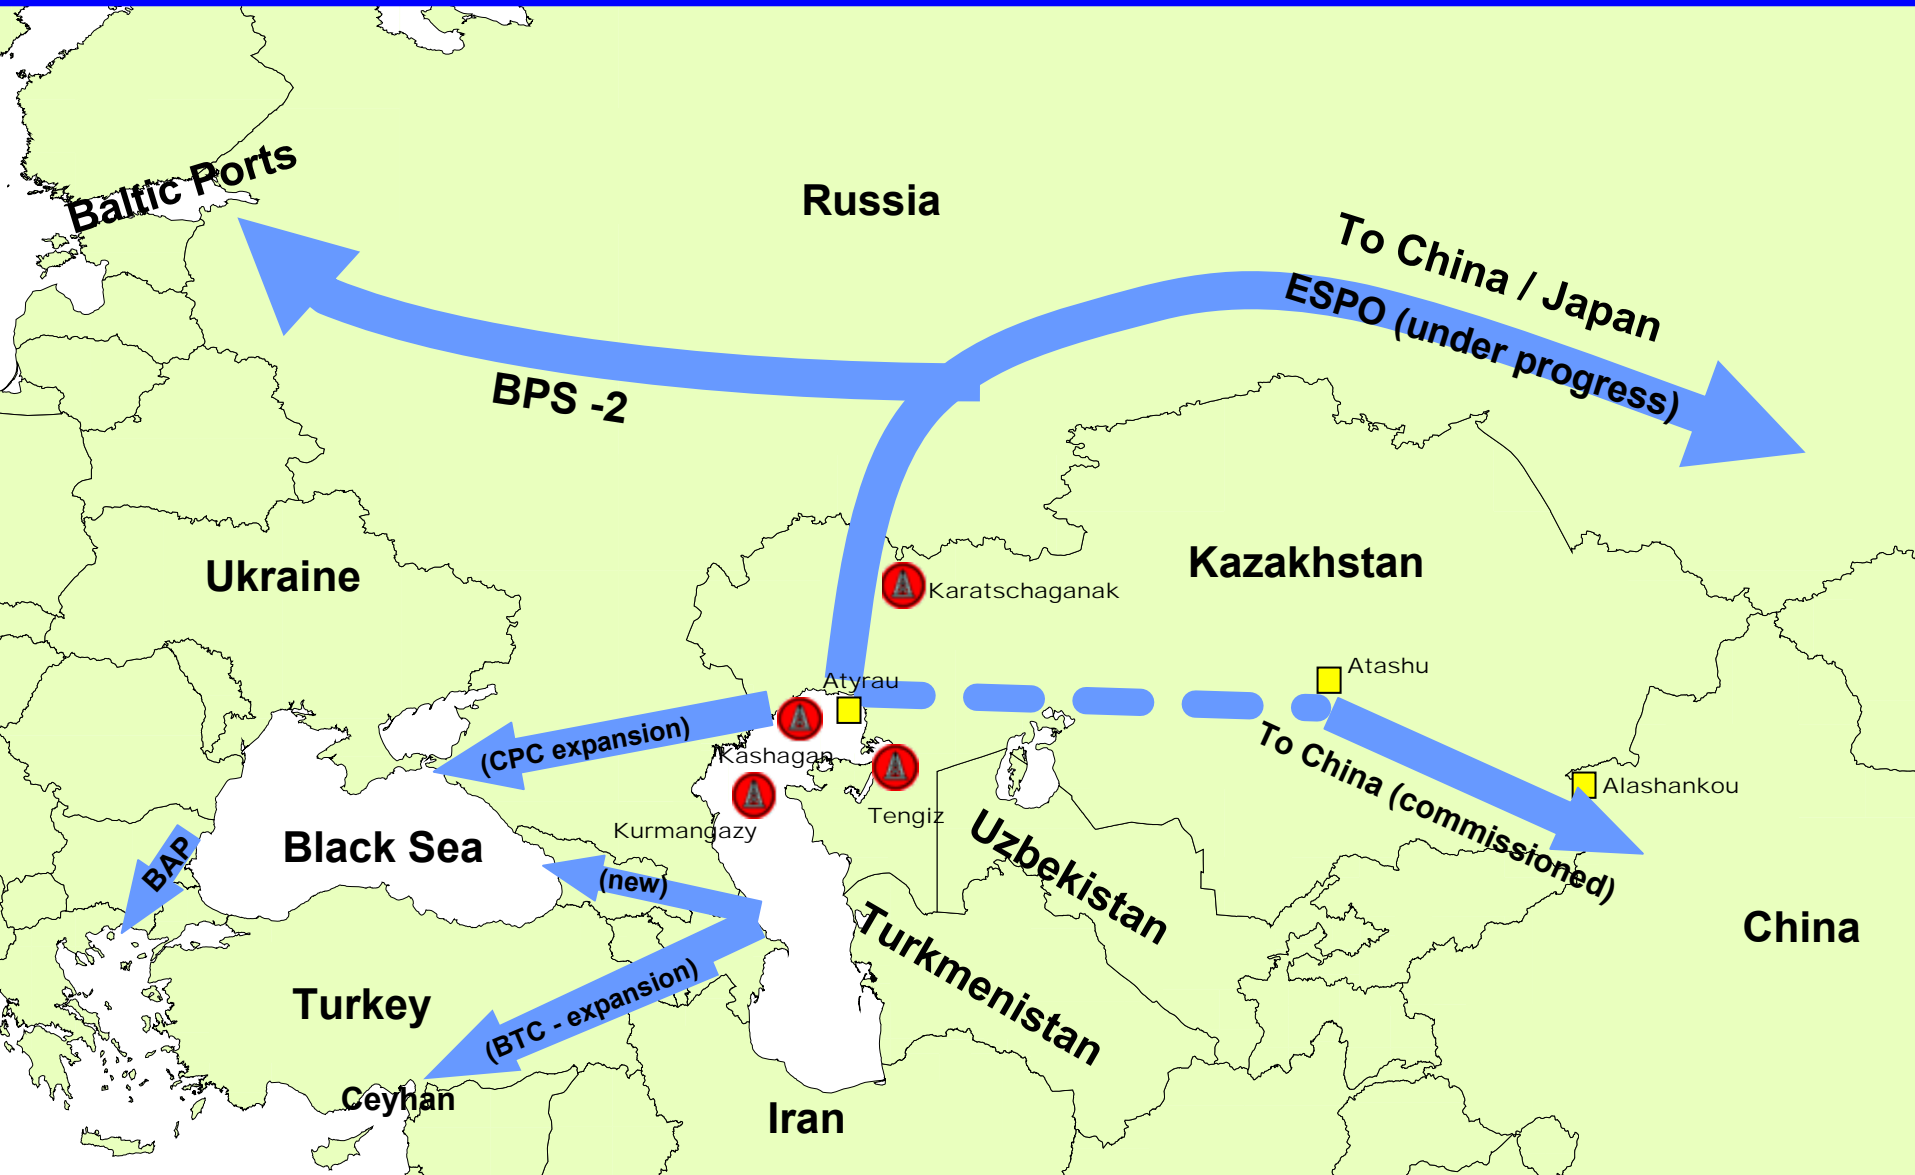 Baltic Ports
Russia
To China / Japan
ESPO (under progress)
BPS -2
Ukraine
Kazakhstan
Karatschaganak
Atashu
Atyrau
(CPC expansion)
Kashagan
To China (commissioned)
Alashankou
Tengiz
Kurmangazy
Uzbekistan
Black Sea
BAP
(new)
Turkmenistan
China
Turkey
(BTC - expansion)
Ceyhan
Iran